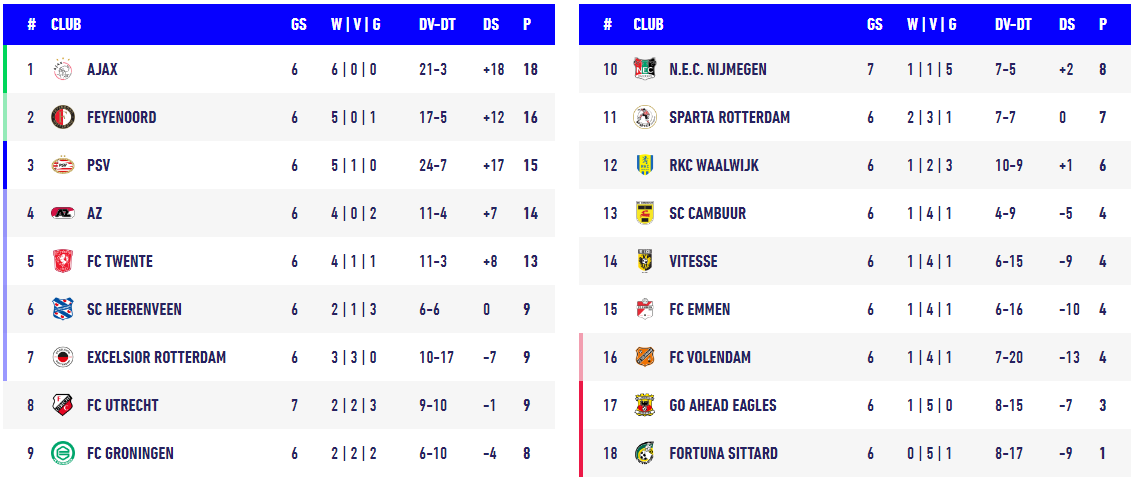 # CLUB GS W | V | G DV-DT DS P
1 AJAX 6 6 | 0 | 0 21-3 +18 18
2 FEYENOORD 6 5 | 0 | 1 17-5 +12 16
3 PSV 6 5 | 1 | 0 24-7 +17 15
4 AZ 6 4 | 0 | 2 11-4 +7 14
5 FC TWENTE 6 4 | 1 | 1 11-3 +8 13
6 SC HEERENVEEN 6 2 | 1 | 3 6-6 0 9
7 EXCELSIOR ROTTERDAM 6 3 | 3 | 0 10-17 -7 9
8 FC UTRECHT 7 2 | 2 | 3 9-10 -1 9
9 FC GRONINGEN 6 2 | 2 | 2 6-10 -4 8
# CLUB GS W | V | G DV-DT DS P
10 N.E.C. NIJMEGEN 7 1 | 1 | 5 7-5 +2 8
11 SPARTA ROTTERDAM 6 2 | 3 | 1 7-7 0 7
12 RKC WAALWIJK 6 1 | 2 | 3 10-9 +1 6
13 SC CAMBUUR 6 1 | 4 | 1 4-9 -5 4
14 VITESSE 6 1 | 4 | 1 6-15 -9 4
15 FC EMMEN 6 1 | 4 | 1 6-16 -10 4
16 FC VOLENDAM 6 1 | 4 | 1 7-20 -13 4
17 GO AHEAD EAGLES 6 1 | 5 | 0 8-15 -7 3
18 FORTUNA SITTARD 6 0 | 5 | 1 8-17 -9 1